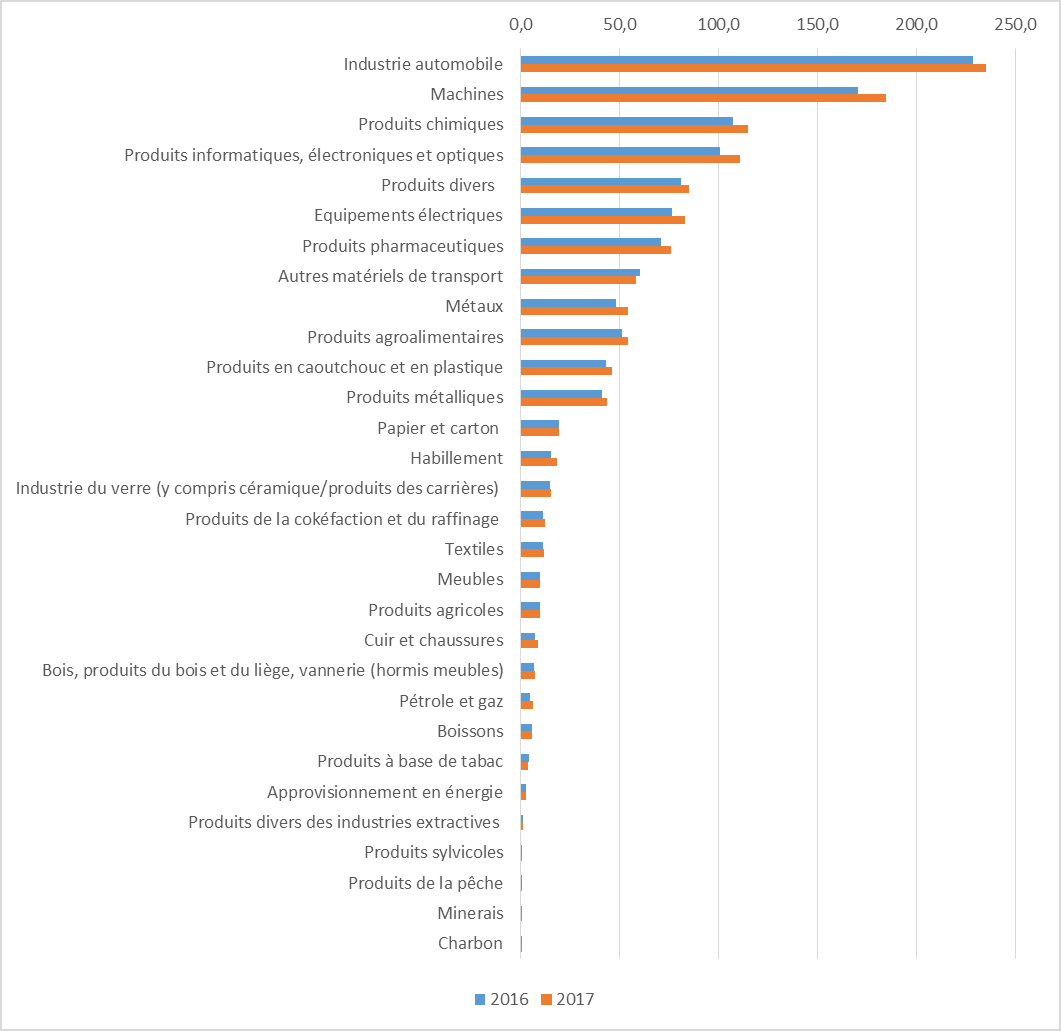 0,0 50,0 100,0 150,0 200,0 250,0
Industrie automobile
Machines
Produits chimiques
Produits informatiques, électroniques et optiques
Produits divers
Equipements électriques
Produits pharmaceutiques
Autres matériels de transport
Métaux
Produits agroalimentaires
Produits en caoutchouc et en plastique
Produits métalliques
Papier et carton
Habillement
Industrie du verre (y compris céramique/produits des carrières)
Produits de la cokéfaction et du raffinage
Textiles
Meubles
Produits agricoles
Cuir et chaussures
Bois, produits du bois et du liège, vannerie (hormis meubles)
Pétrole et gaz
Boissons
Produits à base de tabac
Approvisionnement en énergie
Produits divers des industries extractives
Produits sylvicoles
Produits de la pêche
Minerais
Charbon
2016 2017